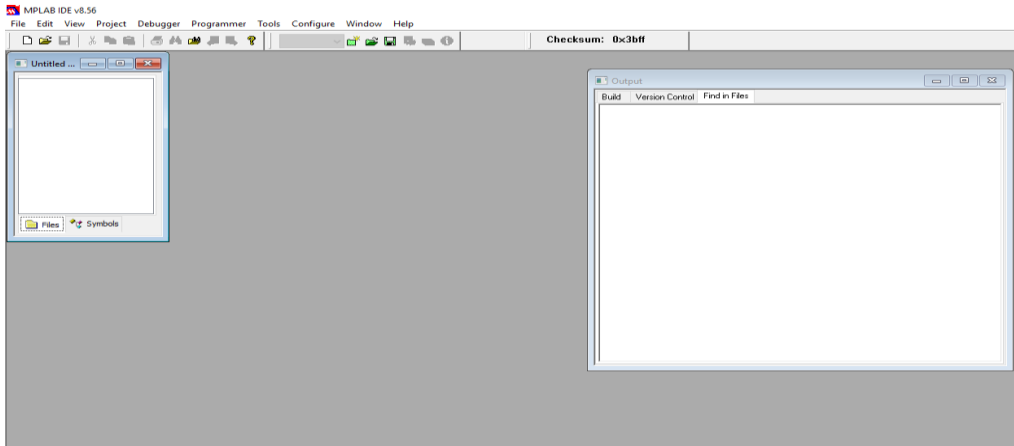 MPLAB IDE v8.56
File Edit View Project Debugger Programmer Tools Configure Window Help
Checksum: 0x3bff
Untitled ...
Output
Build Version Control Find in Files
Files Symbols